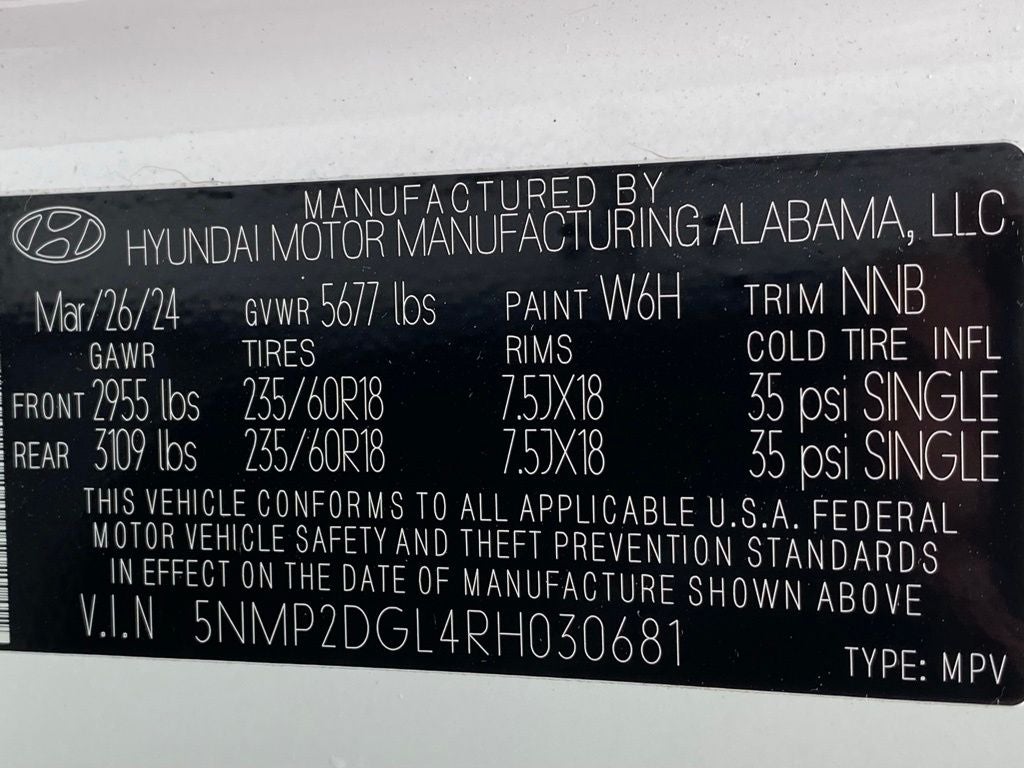 MANUFACTURED BY
HYUNDAI MOTOR MANUFACTURING ALABAMA, LLC
Mar/26/24 GVWR 5677 lbs PAINT W6H TRIM NNB
GAWR TIRES RIMS COLD TIRE INFL
FRONT 2955 lbs 235/60R18 7.5JX18 35 psi SINGLE
REAR 3109 lbs 235/60R18 7.5JX18 35 psi SINGLE
THIS VEHICLE CONFORMS TO ALL APPLICABLE U.S.A. FEDERAL
MOTOR VEHICLE SAFETY AND THEFT PREVENTION STANDARDS
IN EFFECT ON THE DATE OF MANUFACTURE SHOWN ABOVE
V.I.N 5NMP2DGL4RH030681
TYPE: MPV